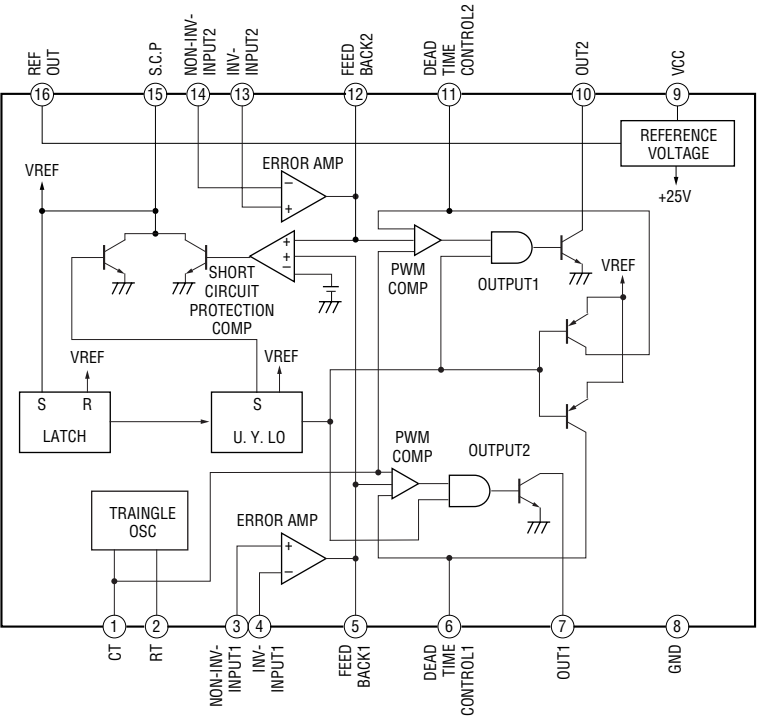 REF
OUT
S.C.P
NON-INV-
INPUT2
INV-
INPUT2
FEED
BACK2
DEAD
TIME
CONTROL2
OUT2
VCC
16
15
14
13
12
11
10
9
REFERENCE
VOLTAGE
+25V
VREF
ERROR AMP
−
+
+
+
−
SHORT
CIRCUIT
PROTECTION
COMP
PWM
COMP
OUTPUT1
VREF
VREF
VREF
S R
LATCH
S
U. Y. LO
PWM
COMP
OUTPUT2
TRAINGLE
OSC
ERROR AMP
+
−
1
2
3
4
5
6
7
8
CT
RT
NON-INV-
INPUT1
INV-
INPUT1
FEED
BACK1
DEAD
TIME
CONTROL1
OUT1
GND